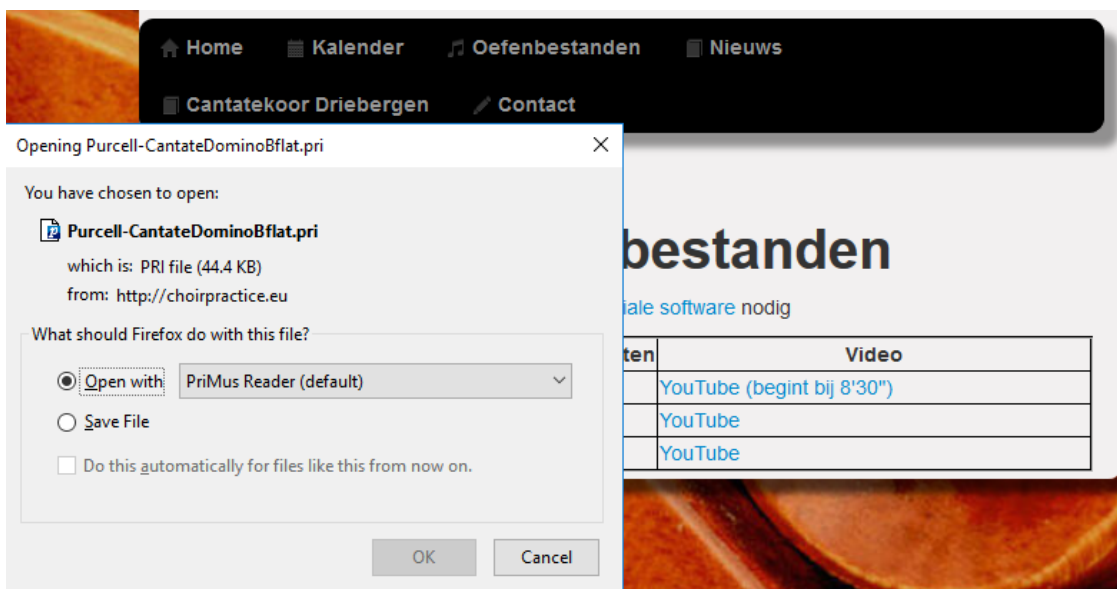 Home Kalender Oefenbestanden Nieuws
Cantatekoor Driebergen Contact
Opening Purcell-CantateDominoBflat.pri
You have chosen to open:
Purcell-CantateDominoBflat.pri
which is: PRI file (44.4 KB)
from: http://choirpractice.eu
What should Firefox do with this file?
Open with PriMus Reader (default)
Save File
Do this automatically for files like this from now on.
OK Cancel
bestanden
iale software nodig
ten Video
YouTube (begint bij 8'30")
YouTube
YouTube